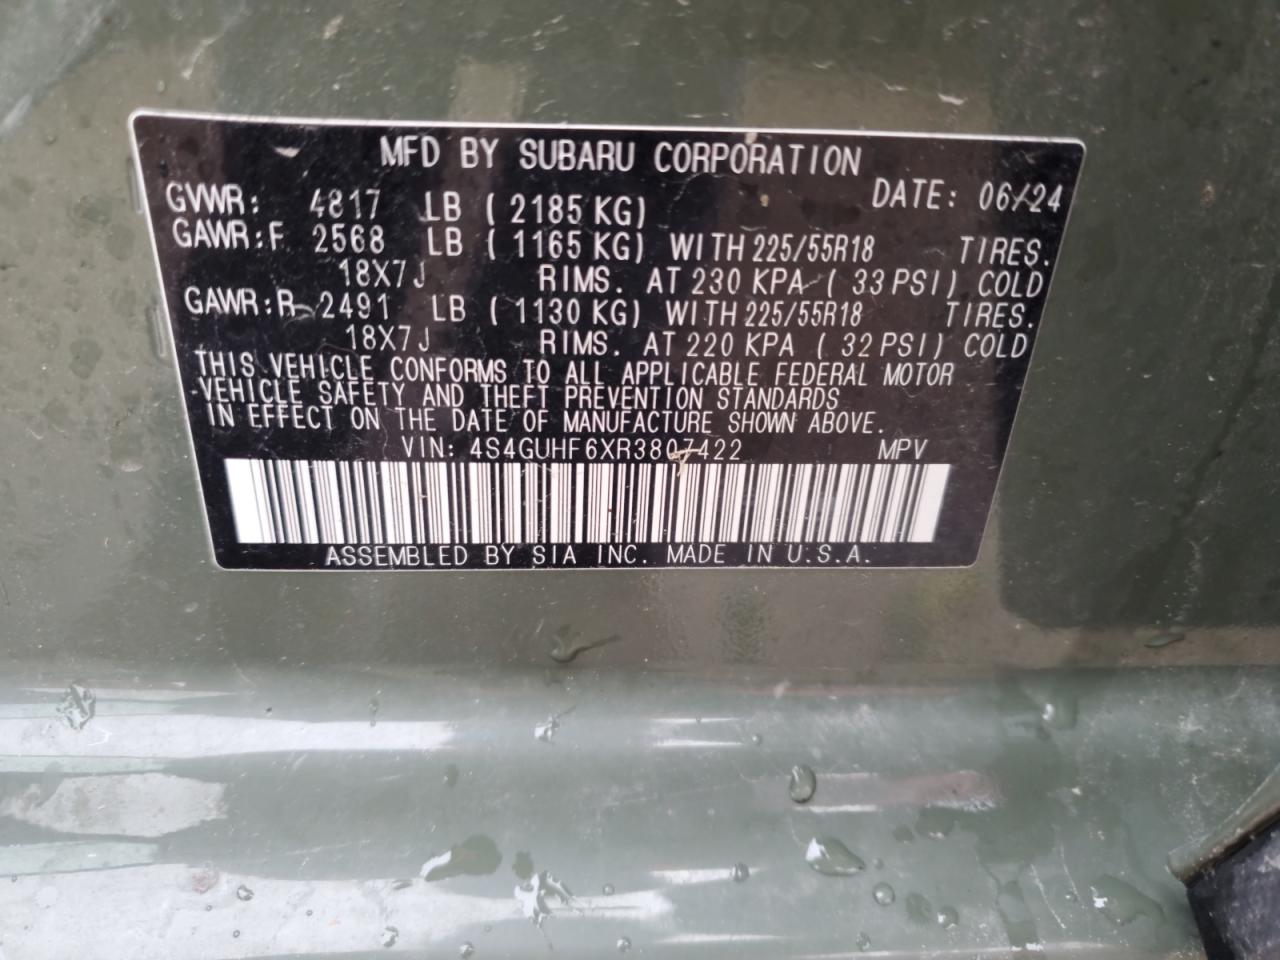 MFD BY SUBARU CORPORATION
DATE: 06/24
GVWR: 4817 LB ( 2185 KG)
GAWR:F 2568 LB ( 1165 KG) WITH 225/55R18 TIRES.
18X7J RIMS. AT 230 KPA ( 33 PSI) COLD
GAWR:R 2491 LB ( 1130 KG) WITH 225/55R18 TIRES.
18X7J RIMS. AT 220 KPA ( 32 PSI) COLD
THIS VEHICLE CONFORMS TO ALL APPLICABLE FEDERAL MOTOR
VEHICLE SAFETY AND THEFT PREVENTION STANDARDS
IN EFFECT ON THE DATE OF MANUFACTURE SHOWN ABOVE.
VIN: 4S4GUHF6XR3807422 MPV
ASSEMBLED BY SIA INC. MADE IN U.S.A.